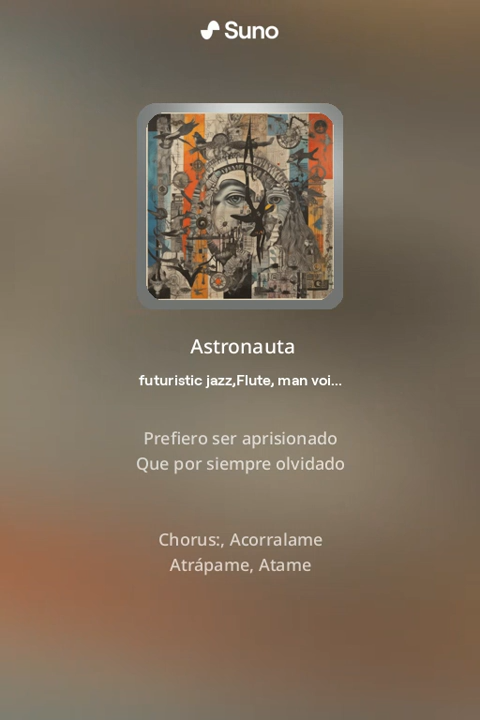 Suno
Astronauta
futuristic jazz,Flute, man voi...
Prefiero ser aprisionado
Que por siempre olvidado
Chorus:, Acorralame
Atrápame, Atame